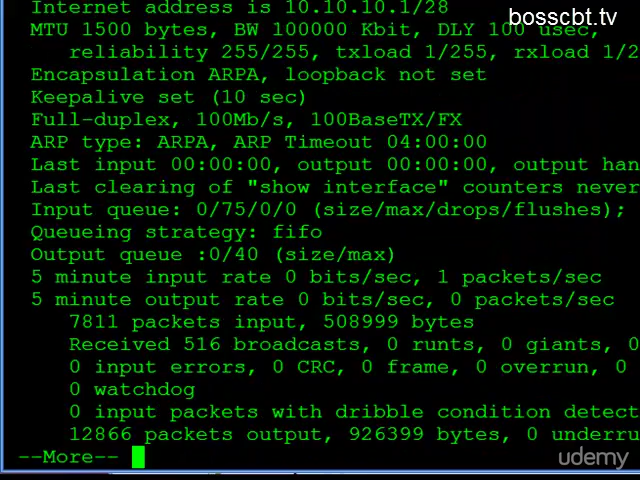 Internet address is 10.10.10.1/28
bosscbt.tv
MTU 1500 bytes, BW 100000 Kbit, DLY 100 usec,
reliability 255/255, txload 1/255, rxload 1/2
Encapsulation ARPA, loopback not set
Keepalive set (10 sec)
Full-duplex, 100Mb/s, 100BaseTX/FX
ARP type: ARPA, ARP Timeout 04:00:00
Last input 00:00:00, output 00:00:00, output han
Last clearing of "show interface" counters never
Input queue: 0/75/0/0 (size/max/drops/flushes);
Queueing strategy: fifo
Output queue :0/40 (size/max)
5 minute input rate 0 bits/sec, 1 packets/sec
5 minute output rate 0 bits/sec, 0 packets/sec
7811 packets input, 508999 bytes
Received 516 broadcasts, 0 runts, 0 giants, 0
0 input errors, 0 CRC, 0 frame, 0 overrun, 0
0 watchdog
0 input packets with dribble condition detect
12866 packets output, 926399 bytes, 0 underru
--More--
udemy